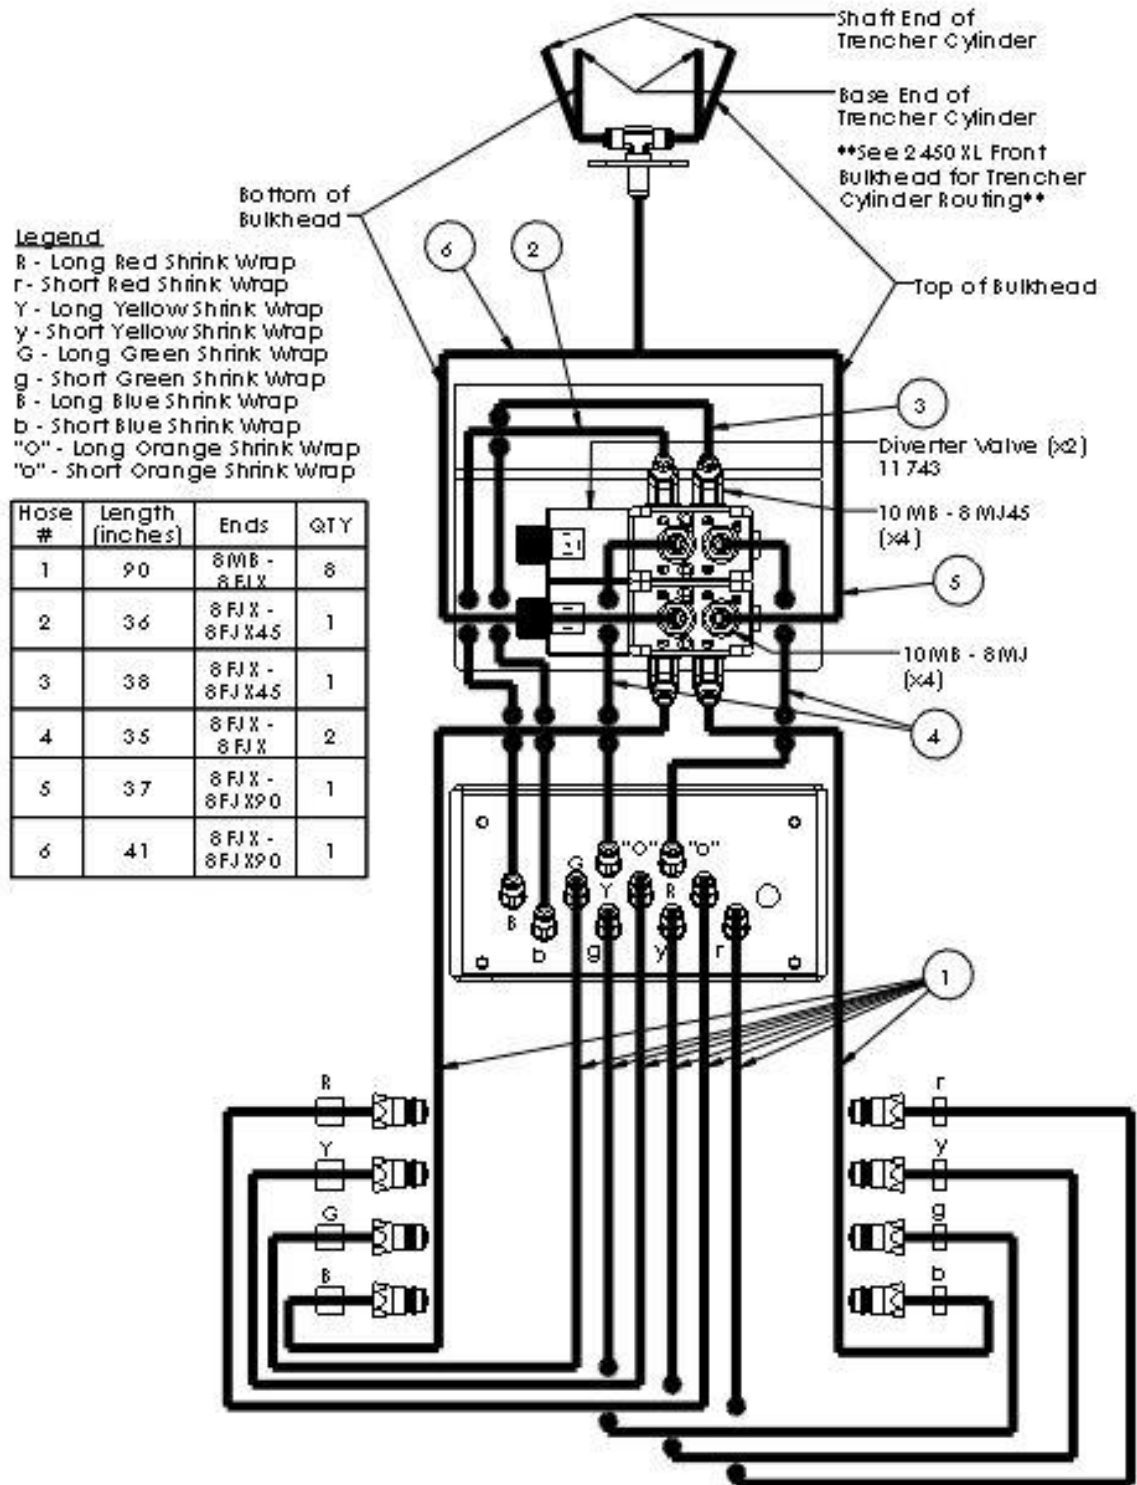 Shaft End of
Trencher Cylinder
Base End of
Trencher Cylinder
**See 2450XL Front
Bulkhead for Trencher
Cylinder Routing**
Bottom of
Bulkhead
Top of Bulkhead
Legend
R - Long Red Shrink Wrap
r - Short Red Shrink Wrap
Y - Long Yellow Shrink Wrap
y - Short Yellow Shrink Wrap
G - Long Green Shrink Wrap
g - Short Green Shrink Wrap
B - Long Blue Shrink Wrap
b - Short Blue Shrink Wrap
"O" - Long Orange Shrink Wrap
"o" - Short Orange Shrink Wrap
6
2
3
Diverter Valve (x2)
11743
10MB - 8MJ45
(x4)
5
10MB - 8MJ
(x4)
4
Hose # Length (inches) Ends QTY
1 90 8MB - 8FJX 8
2 36 8FJX - 8FJX45 1
3 38 8FJX - 8FJX45 1
4 35 8FJX - 8FJX 2
5 37 8FJX - 8FJX90 1
6 41 8FJX - 8FJX90 1
"O" "o"
G Y R
B
b g y r
1
R r
Y y
G g
B b